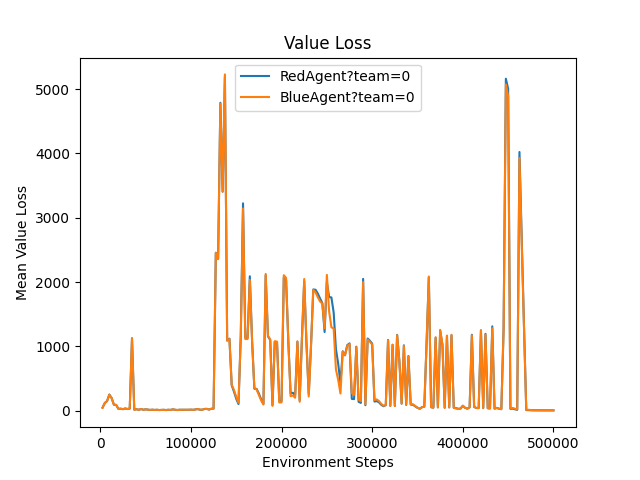 Value Loss
RedAgent?team=0
BlueAgent?team=0
Mean Value Loss
5000
4000
3000
2000
1000
0
0 100000 200000 300000 400000 500000
Environment Steps